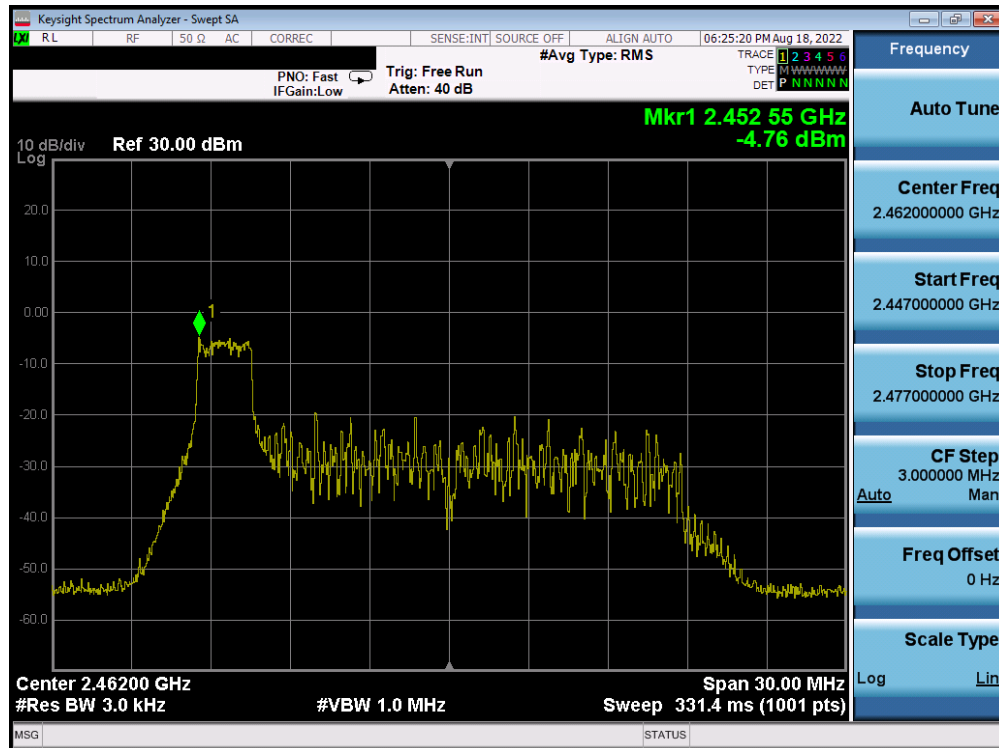 Keysight Spectrum Analyzer - Swept SA
LXI RL RF 50 Ω AC CORREC SENSE:INT SOURCE OFF ALIGN AUTO 06:25:20 PM Aug 18, 2022
#Avg Type: RMS
TRACE 1 2 3 4 5 6
PNO: Fast Trig: Free Run
TYPE M W W W W W
IFGain:Low Atten: 40 dB
DET P N N N N N
Mkr1 2.452 55 GHz
-4.76 dBm
10 dB/div Ref 30.00 dBm
Log
20.0
10.0
0.00
1
-10.0
-20.0
-30.0
-40.0
-50.0
-60.0
Center 2.46200 GHz Span 30.00 MHz
#Res BW 3.0 kHz #VBW 1.0 MHz Sweep 331.4 ms (1001 pts)
MSG STATUS
Frequency
Auto Tune
Center Freq
2.462000000 GHz
Start Freq
2.447000000 GHz
Stop Freq
2.477000000 GHz
CF Step
3.000000 MHz
Auto Man
Freq Offset
0 Hz
Scale Type
Log Lin